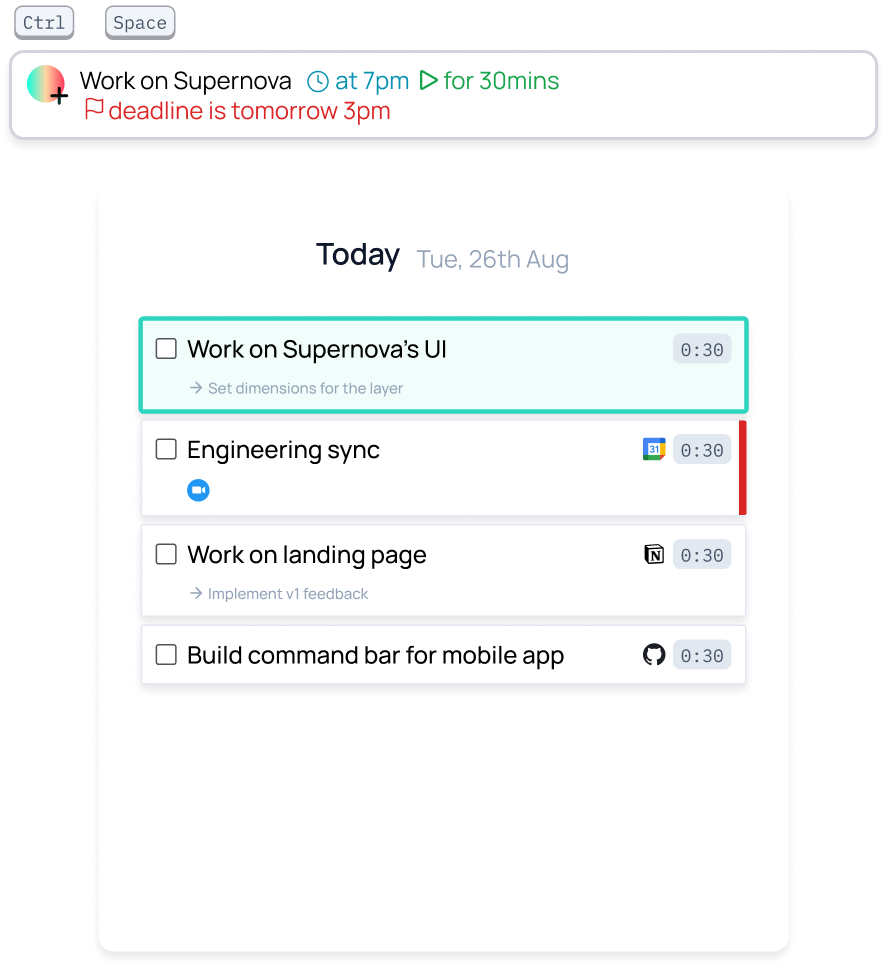 Ctrl Space
Work on Supernova at 7pm for 30mins
deadline is tomorrow 3pm
Today Tue, 26th Aug
Work on Supernova's UI 0:30
→ Set dimensions for the layer
Engineering sync 31 0:30
Work on landing page N 0:30
→ Implement v1 feedback
Build command bar for mobile app 0:30